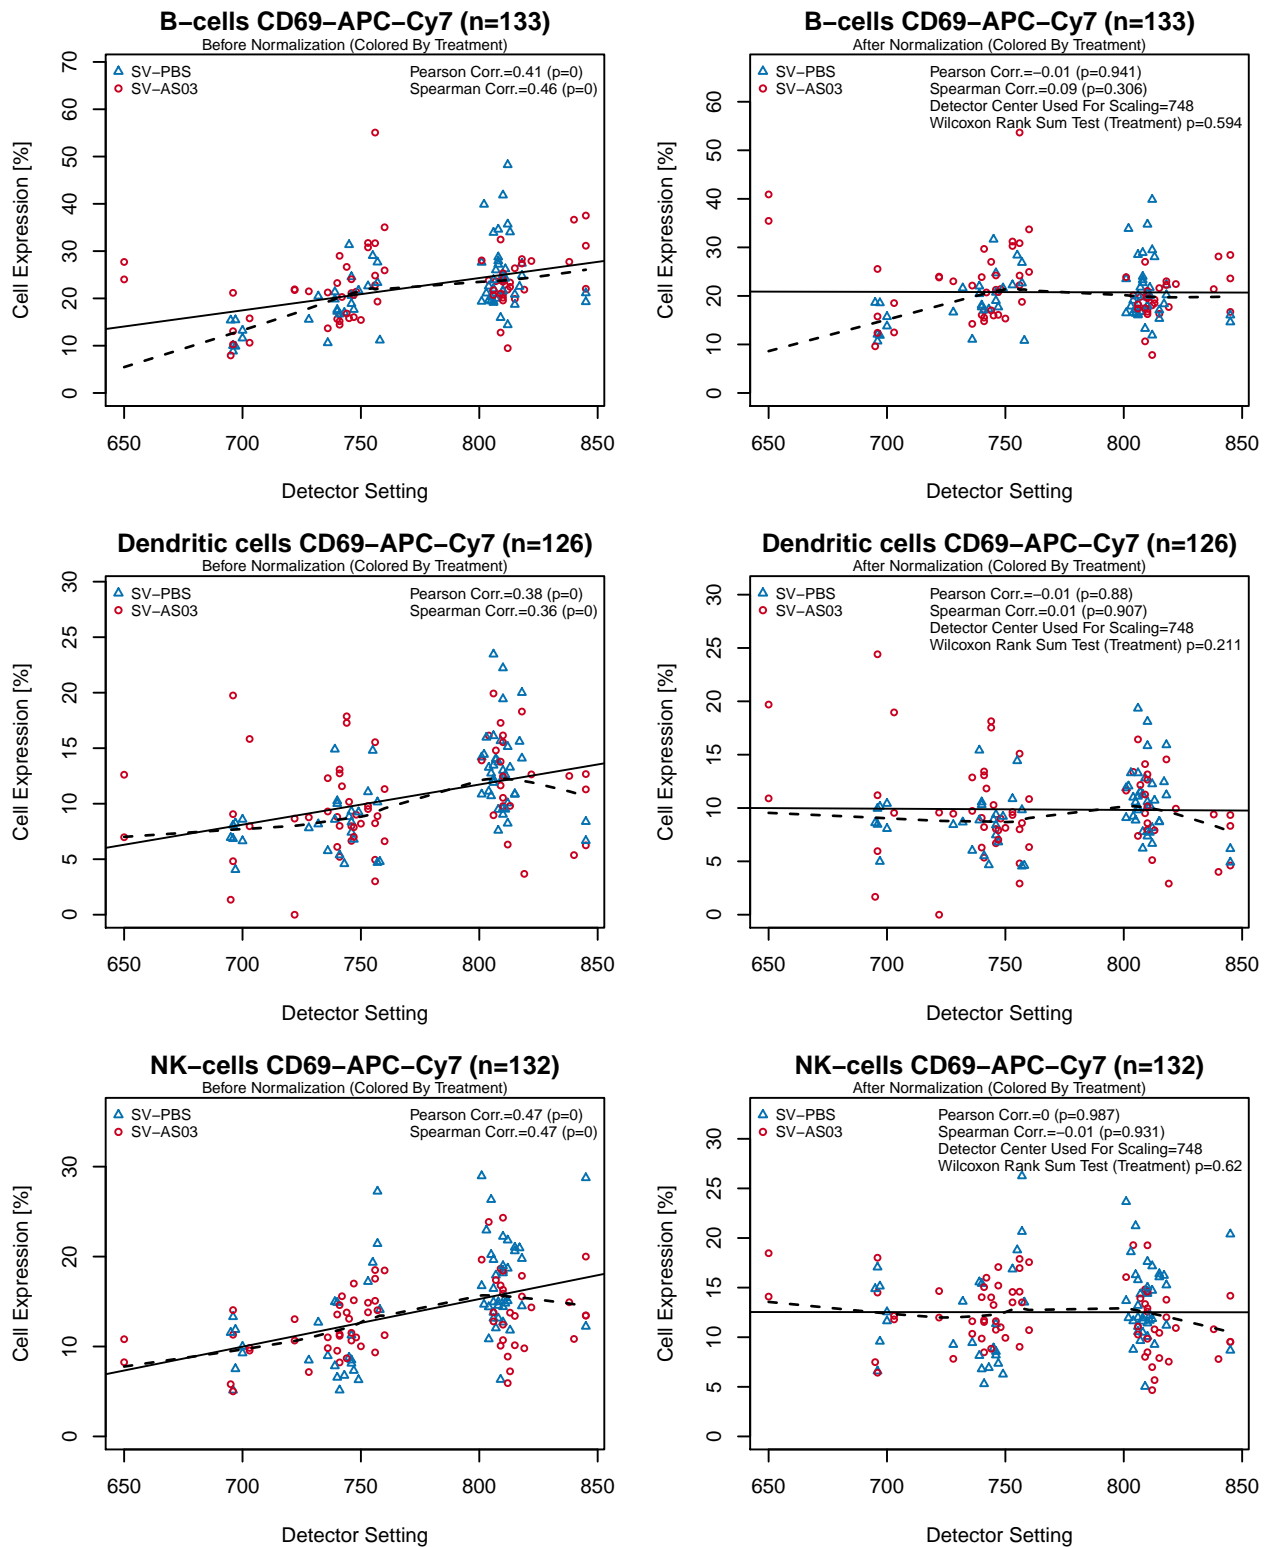 B−cells CD69−APC−Cy7 (n=133)
Before Normalization (Colored By Treatment)
SV−PBS
SV−AS03
Pearson Corr.=0.41 (p=0)
Spearman Corr.=0.46 (p=0)
Cell Expression [%]
0
10
20
30
40
50
60
70
650
700
750
800
850
Detector Setting
B−cells CD69−APC−Cy7 (n=133)
After Normalization (Colored By Treatment)
SV−PBS
SV−AS03
Pearson Corr.=−0.01 (p=0.941)
Spearman Corr.=0.09 (p=0.306)
Detector Center Used For Scaling=748
Wilcoxon Rank Sum Test (Treatment) p=0.594
Cell Expression [%]
0
10
20
30
40
50
60
650
700
750
800
850
Detector Setting
Dendritic cells CD69−APC−Cy7 (n=126)
Before Normalization (Colored By Treatment)
SV−PBS
SV−AS03
Pearson Corr.=0.38 (p=0)
Spearman Corr.=0.36 (p=0)
Cell Expression [%]
0
5
10
15
20
25
30
650
700
750
800
850
Detector Setting
Dendritic cells CD69−APC−Cy7 (n=126)
After Normalization (Colored By Treatment)
SV−PBS
SV−AS03
Pearson Corr.=−0.01 (p=0.88)
Spearman Corr.=0.01 (p=0.907)
Detector Center Used For Scaling=748
Wilcoxon Rank Sum Test (Treatment) p=0.211
Cell Expression [%]
0
5
10
15
20
25
30
650
700
750
800
850
Detector Setting
NK−cells CD69−APC−Cy7 (n=132)
Before Normalization (Colored By Treatment)
SV−PBS
SV−AS03
Pearson Corr.=0.47 (p=0)
Spearman Corr.=0.47 (p=0)
Cell Expression [%]
0
10
20
30
650
700
750
800
850
Detector Setting
NK−cells CD69−APC−Cy7 (n=132)
After Normalization (Colored By Treatment)
SV−PBS
SV−AS03
Pearson Corr.=0 (p=0.987)
Spearman Corr.=−0.01 (p=0.931)
Detector Center Used For Scaling=748
Wilcoxon Rank Sum Test (Treatment) p=0.62
Cell Expression [%]
0
5
10
15
20
25
30
650
700
750
800
850
Detector Setting